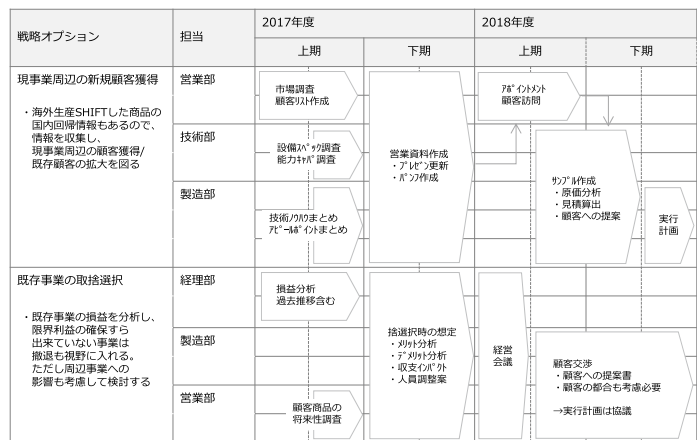 戦略オプション
担当
2017年度
2018年度
上期
下期
上期
下期
現事業周辺の新規顧客獲得
・海外生産SHIFTした商品の
国内回帰情報もあるので、
情報を収集し、
現事業周辺の顧客獲得/
既存顧客の拡大を図る
営業部
技術部
製造部
市場調査
顧客リスト作成
設備ｽﾍﾟｯｸ調査
能力ｷｬﾊﾟ調査
技術ﾉｳﾊｳまとめ
ｱﾋﾟｰﾙﾎﾟｲﾝﾄまとめ
営業資料作成
・ﾌﾟﾚｾﾞﾝ更新
・ﾊﾟﾝﾌ作成
ｱﾎﾟｲﾝﾄﾒﾝﾄ
顧客訪問
ｻﾝﾌﾟﾙ作成
・原価分析
・見積算出
・顧客への提案
実行
計画
既存事業の取捨選択
・既存事業の損益を分析し、
限界利益の確保すら
出来ていない事業は
撤退も視野に入れる。
ただし周辺事業への
影響も考慮して検討する
経理部
製造部
営業部
損益分析
過去推移含む
顧客商品の
将来性調査
捨選択時の想定
・ﾒﾘｯﾄ分析
・ﾃﾞﾒﾘｯﾄ分析
・収支ｲﾝﾊﾟｸﾄ
・人員調整案
経営
会議
顧客交渉
・顧客への提案書
・顧客の都合も考慮必要
→実行計画は協議